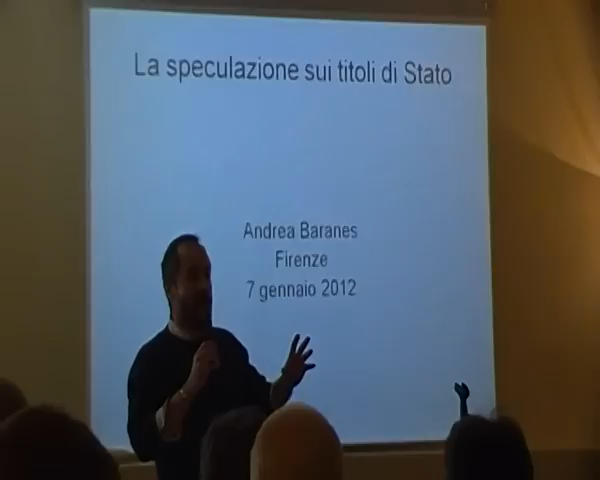 La speculazione sui titoli di Stato
Andrea Baranes
Firenze
7 gennaio 2012